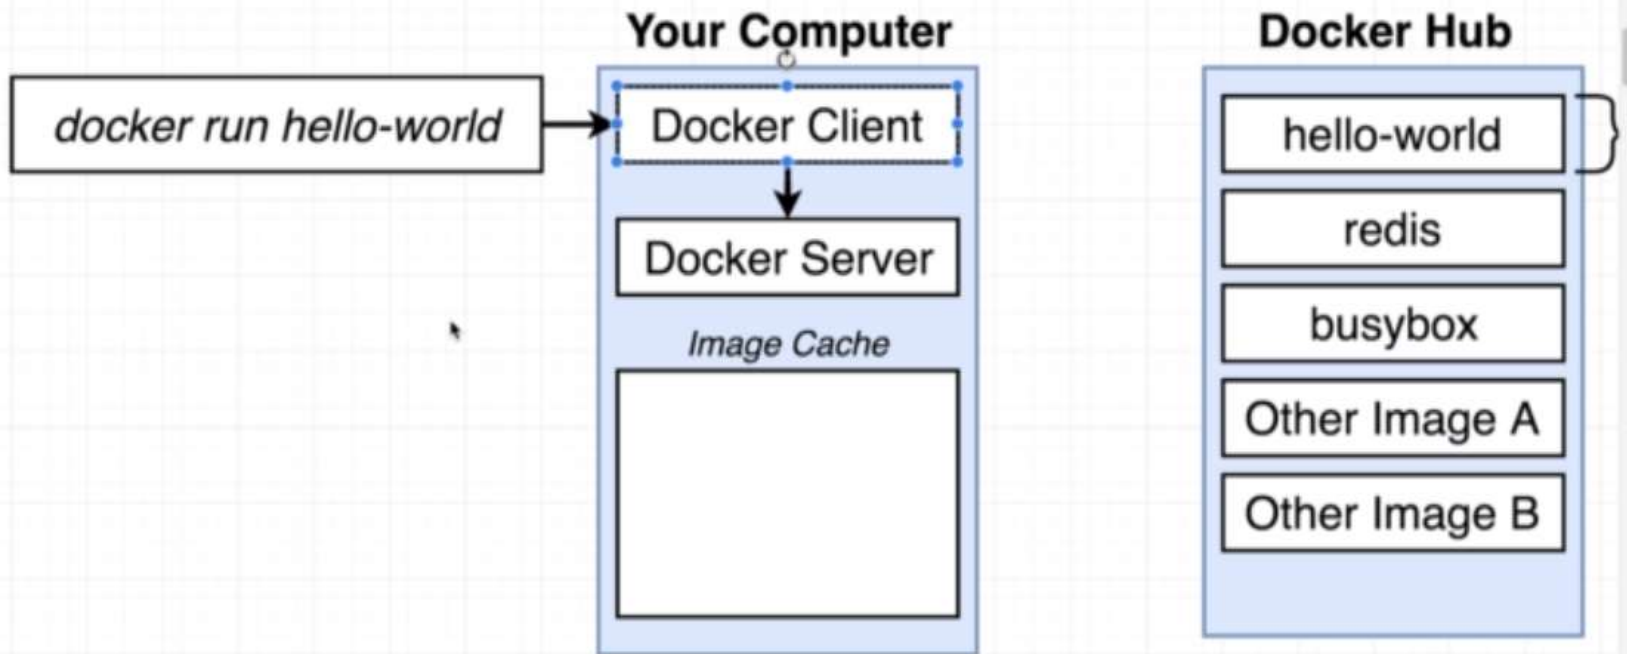 Your Computer
Docker Hub
docker run hello-world
Docker Client
Docker Server
Image Cache
hello-world
redis
busybox
Other Image A
Other Image B